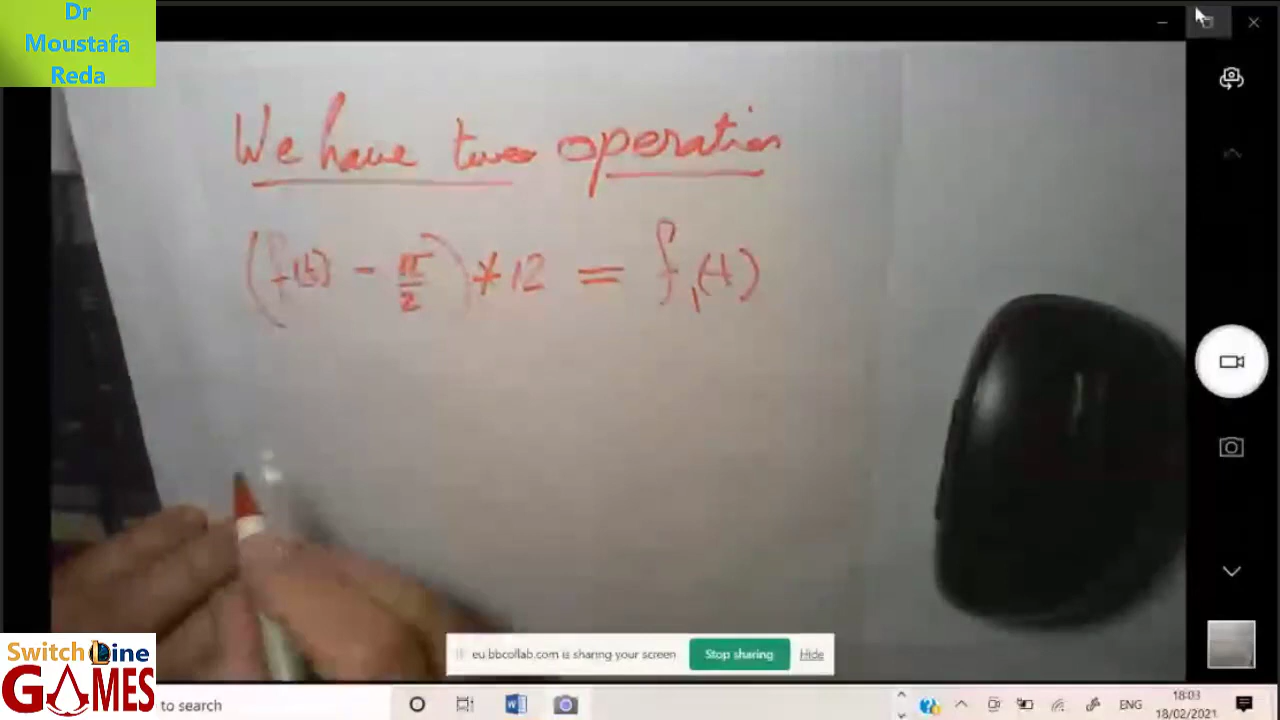 Dr
Moustafa
Reda
We have two operation
(f(t) - π/2) * 12 = f₁(t)
eu.bbcollab.com is sharing your screen
Stop sharing
Hide
Switch Line
GAMES
to search
ENG
18:03
18/02/2021